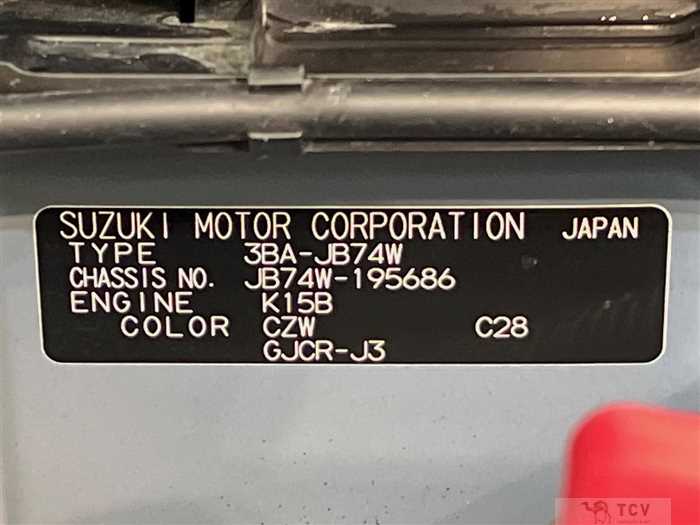 SUZUKI MOTOR CORPORATION JAPAN
TYPE 3BA-JB74W
CHASSIS NO. JB74W-195686
ENGINE K15B
COLOR CZW C28
GJCR-J3
TCV